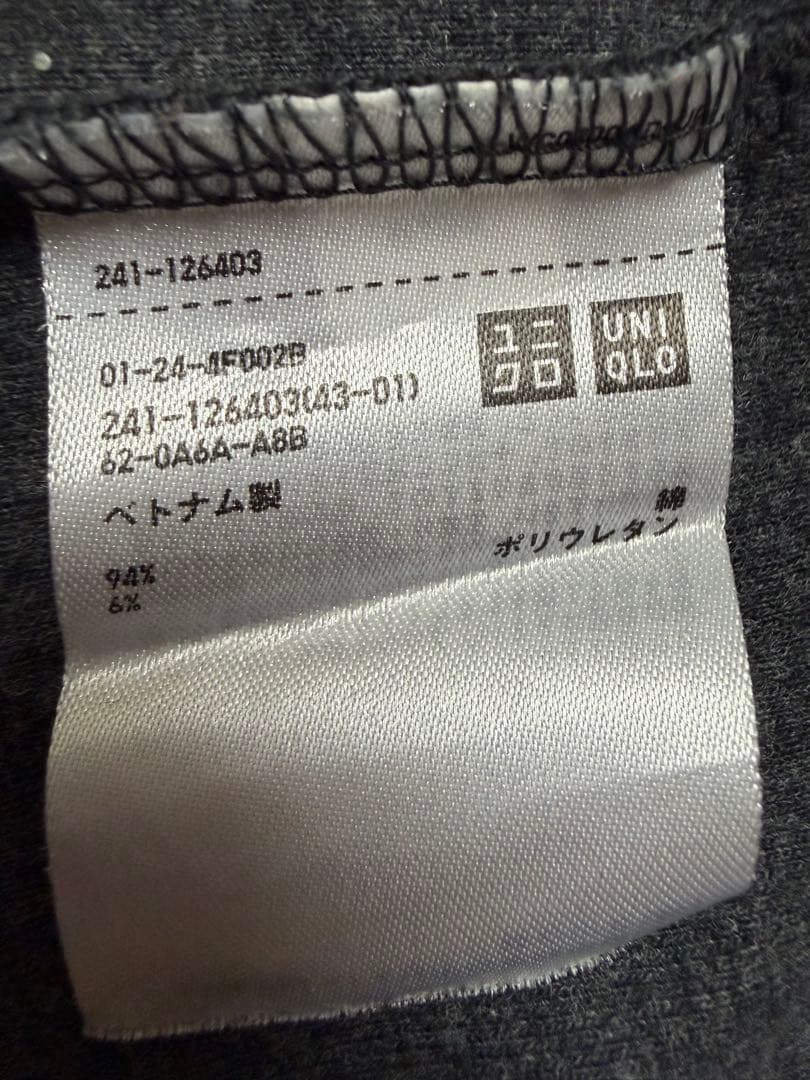 241-126403
ユニ
クロ
UNI
QLO
01-24-4F002B
241-126403(43-01)
62-0A6A-A8B
ベトナム製
綿
ポリウレタン
94%
6%